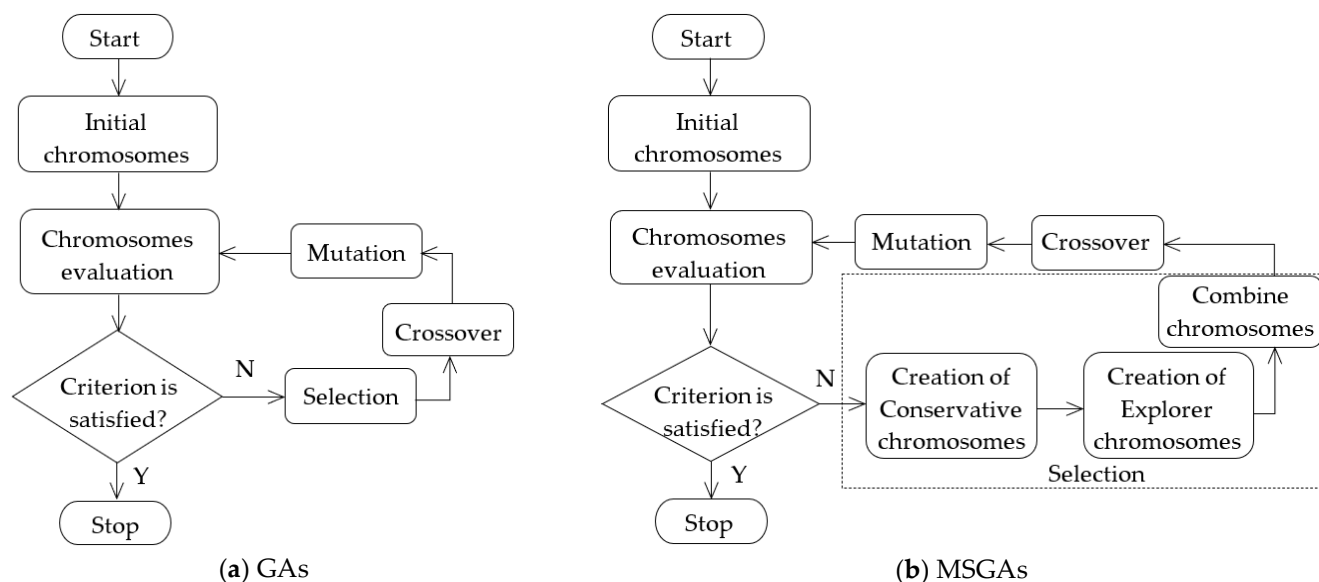 Start
Initial
chromosomes
Chromosomes
evaluation
Mutation
Crossover
Criterion is
satisfied?
N
Selection
Y
Stop
(a) GAs
Start
Initial
chromosomes
Chromosomes
evaluation
Mutation
Crossover
Combine
chromosomes
Criterion is
satisfied?
N
Creation of
Conservative
chromosomes
Creation of
Explorer
chromosomes
Selection
Y
Stop
(b) MSGAs